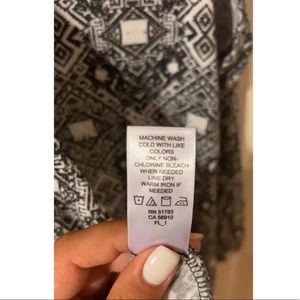 MACHINE WASH
COLD WITH LIKE
COLORS
ONLY NON-
CHLORINE BLEACH
WHEN NEEDED
LINE DRY
WARM IRON IF
NEEDED
RN 51783
CA 66910
FL_1